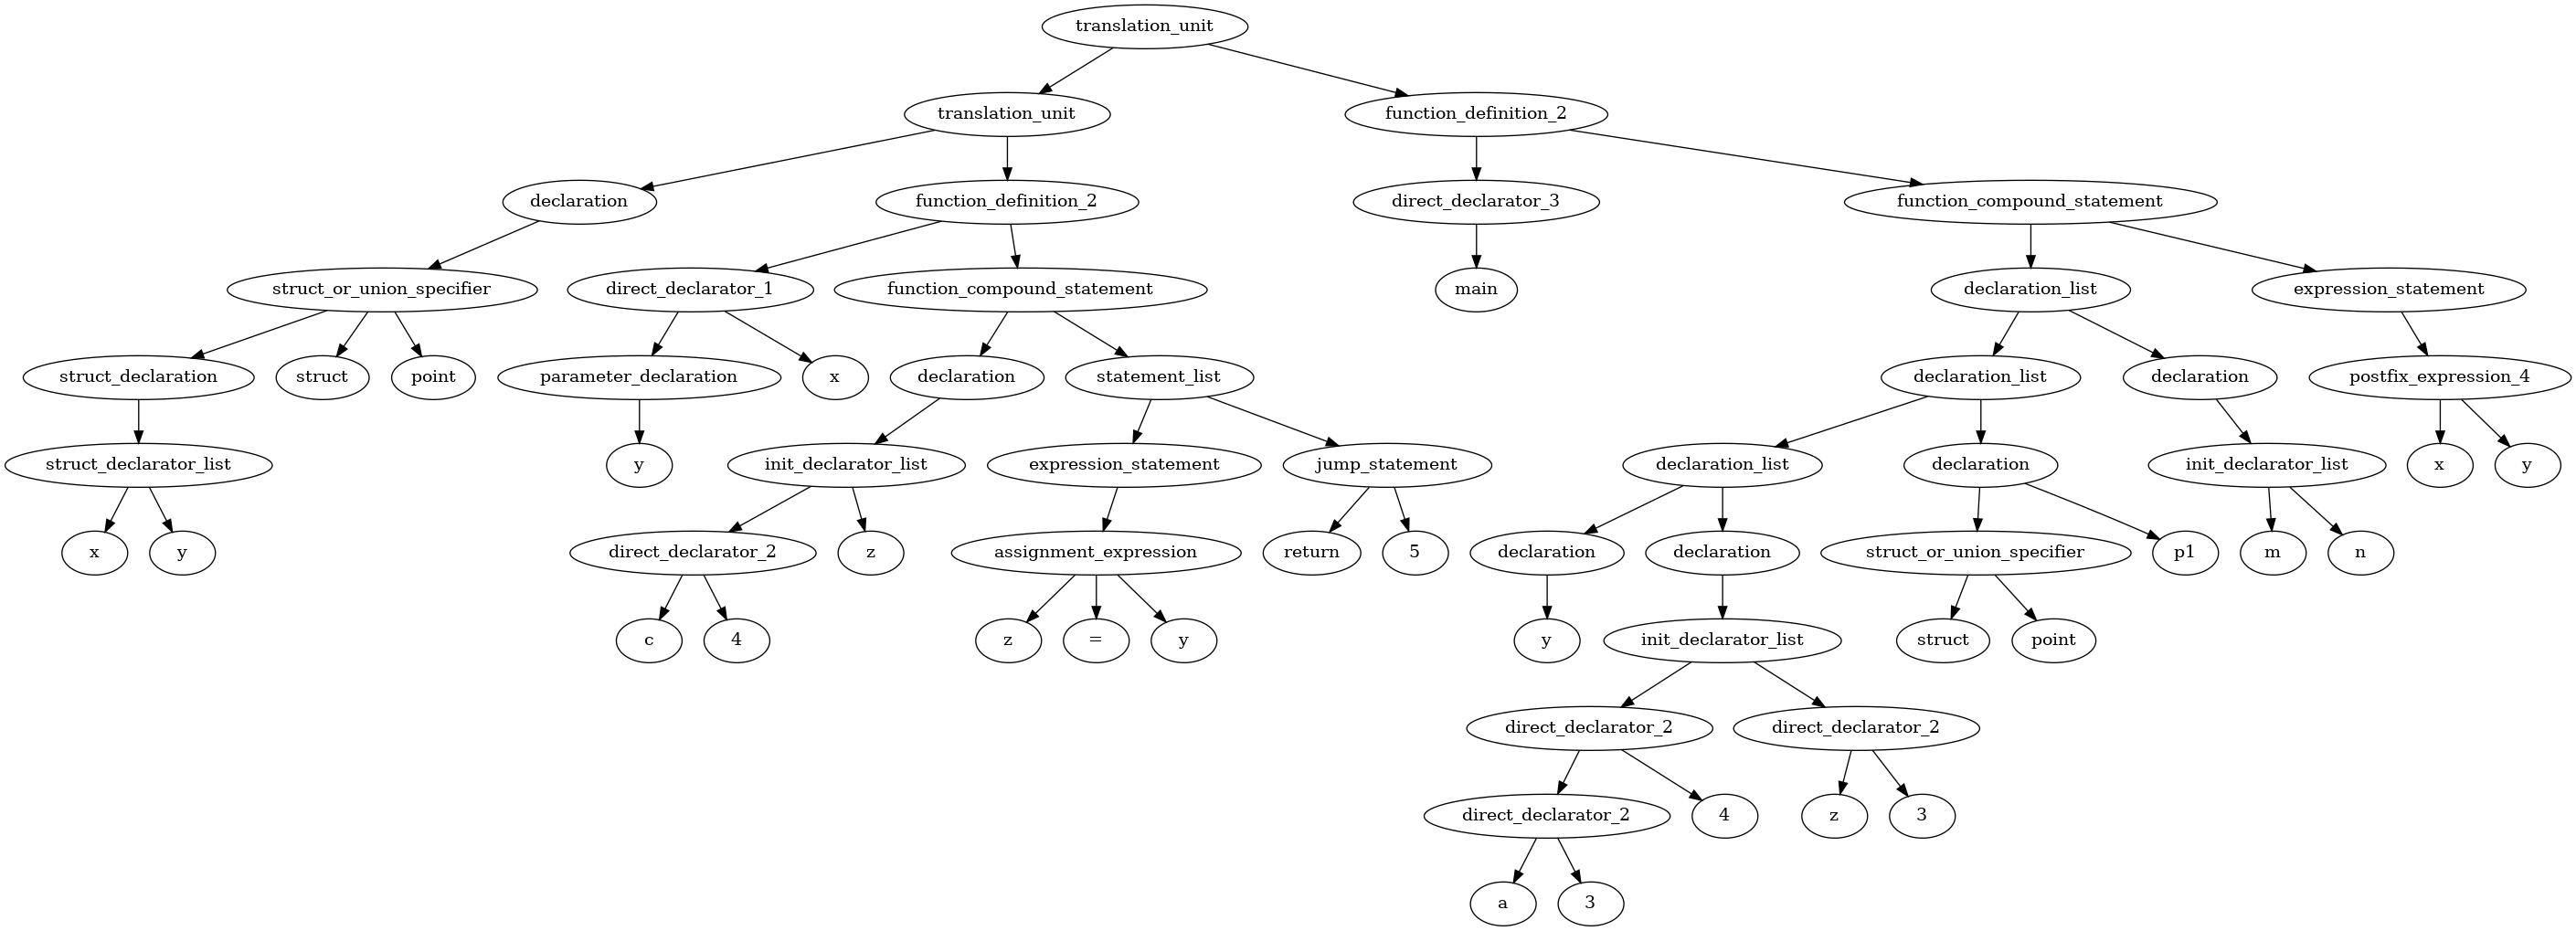 translation_unit
translation_unit function_definition_2
declaration function_definition_2 direct_declarator_3 function_compound_statement
struct_or_union_specifier direct_declarator_1 function_compound_statement main declaration_list expression_statement
struct_declaration struct point parameter_declaration x declaration statement_list declaration_list declaration postfix_expression_4
struct_declarator_list y init_declarator_list expression_statement jump_statement declaration_list declaration init_declarator_list x y
x y direct_declarator_2 z assignment_expression return 5 declaration declaration struct_or_union_specifier p1 m n
c 4 z = y y init_declarator_list struct point
direct_declarator_2 direct_declarator_2
direct_declarator_2 4 z 3
a 3